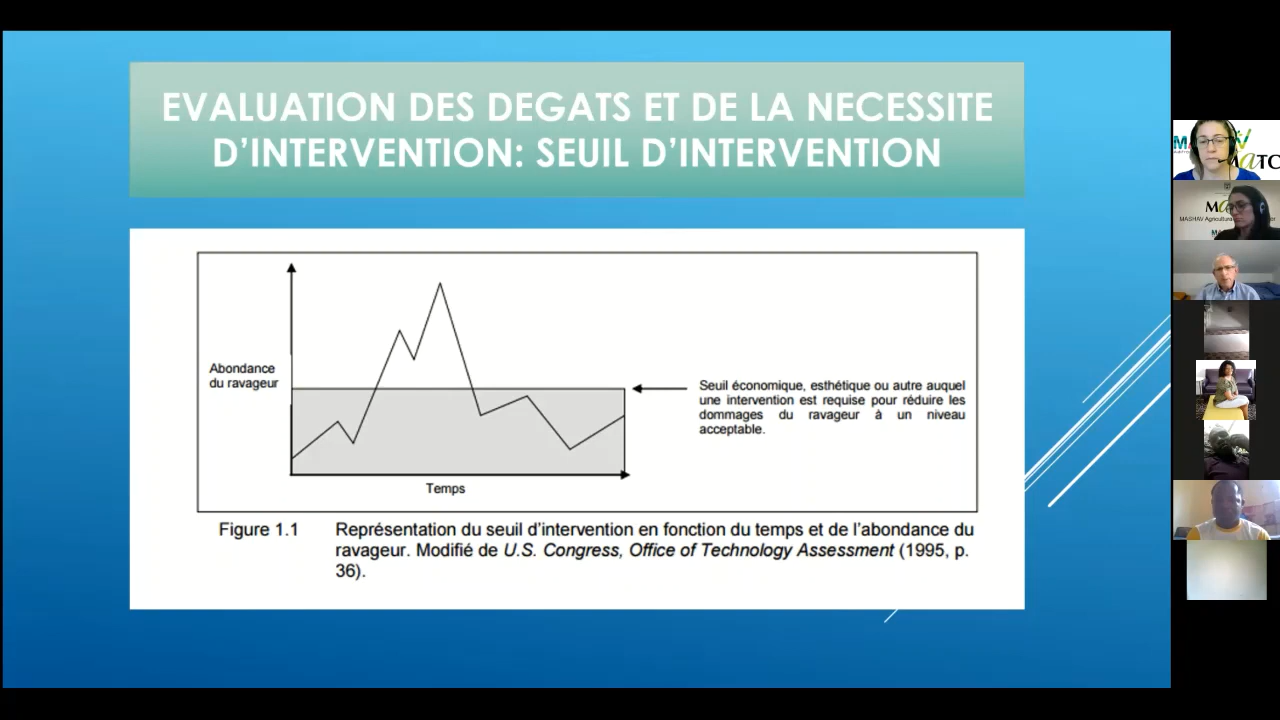 EVALUATION DES DEGATS ET DE LA NECESSITE
D'INTERVENTION: SEUIL D'INTERVENTION
Abondance
du ravageur
Seuil économique, esthétique ou autre auquel
une intervention est requise pour réduire les
dommages du ravageur à un niveau
acceptable.
Temps
Figure 1.1 Représentation du seuil d'intervention en fonction du temps et de l'abondance du
ravageur. Modifié de U.S. Congress, Office of Technology Assessment (1995, p.
36).
MASHAV Agricultura